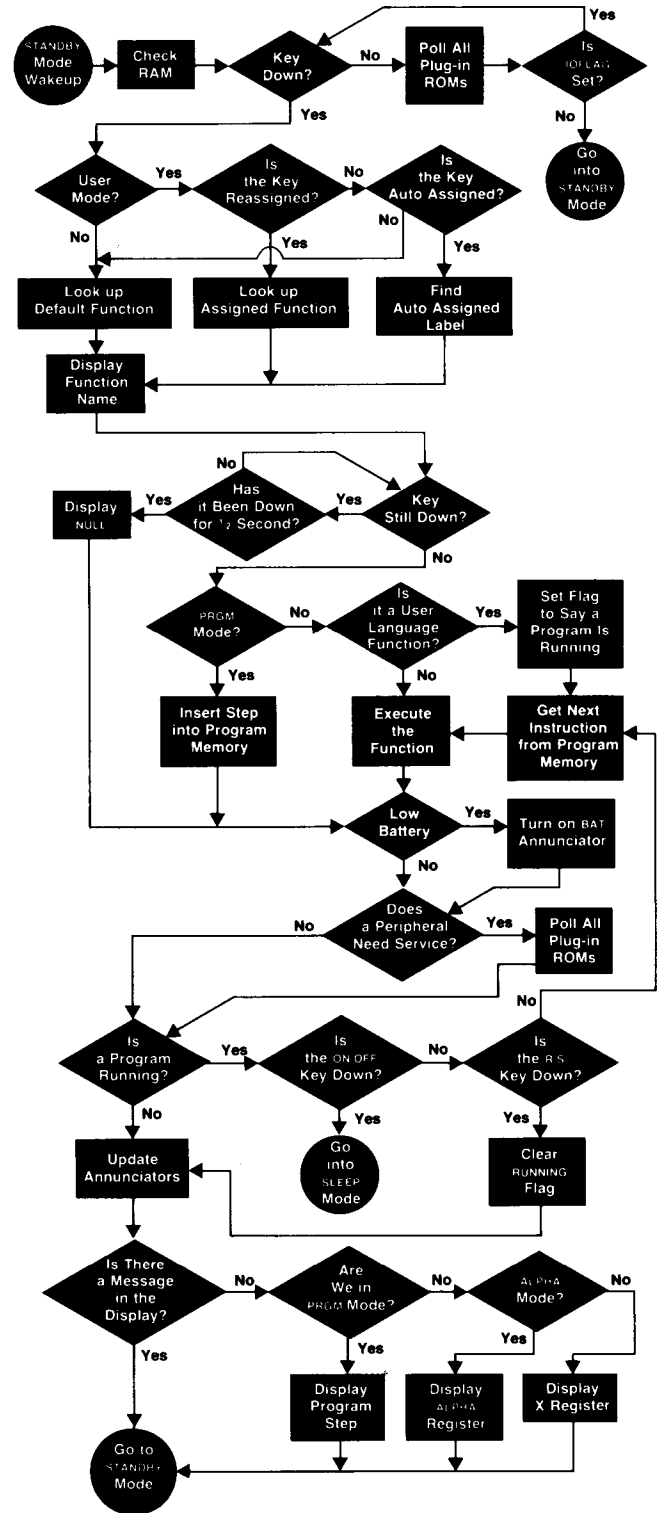 Yes
STANDBY
Mode
Wakeup
Check
RAM
Key
Down?
No
Poll All
Plug-in
ROMs
Is
IOFLAG
Set?
Yes
No
Go
into
STANDBY
Mode
User
Mode?
Yes
Is
the Key
Reassigned?
No
Is
the Key
Auto Assigned?
No
No
Yes
Yes
Look up
Default Function
Look up
Assigned Function
Find
Auto Assigned
Label
Display
Function
Name
No
Display
NULL
Yes
Has
it Been Down
for 1/2 Second?
Yes
Key
Still Down?
No
PRGM
Mode?
No
Is
it a User
Language
Function?
Yes
Set Flag
to Say a
Program Is
Running
Yes
No
Insert Step
into Program
Memory
Execute
the
Function
Get Next
Instruction
from Program
Memory
Low
Battery
Yes
Turn on BAT
Annunciator
No
Does
a Peripheral
Need Service?
No
Yes
Poll All
Plug-in
ROMs
No
Is
a Program
Running?
Yes
Is
the ON OFF
Key Down?
No
Is
the R/S
Key Down?
No
Yes
Yes
Update
Annunciators
Go
into
SLEEP
Mode
Clear
RUNNING
Flag
Is There
a Message
in the
Display?
No
Are
We in
PRGM Mode?
No
ALPHA
Mode?
No
Yes
Yes
Yes
Display
Program
Step
Display
ALPHA
Register
Display
X Register
Go to
STANDBY
Mode